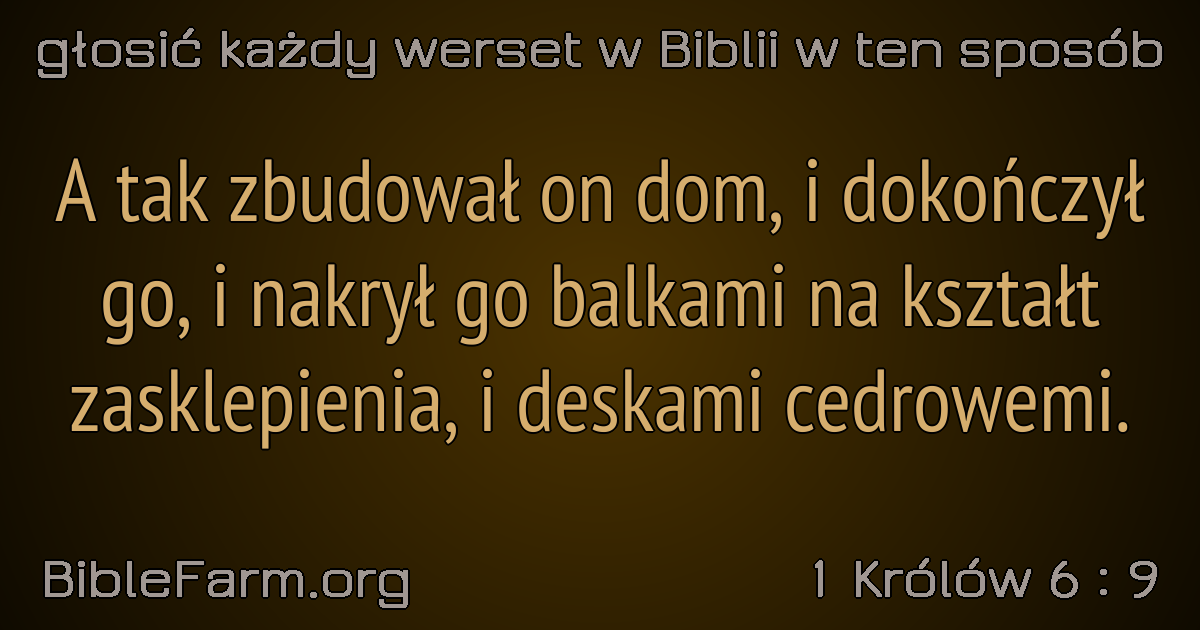 głosić każdy werset w Biblii w ten sposób
A tak zbudował on dom, i dokończył
go, i nakrył go balkami na kształt
zasklepienia, i deskami cedrowemi.
BibleFarm.org
1 Królów 6 : 9